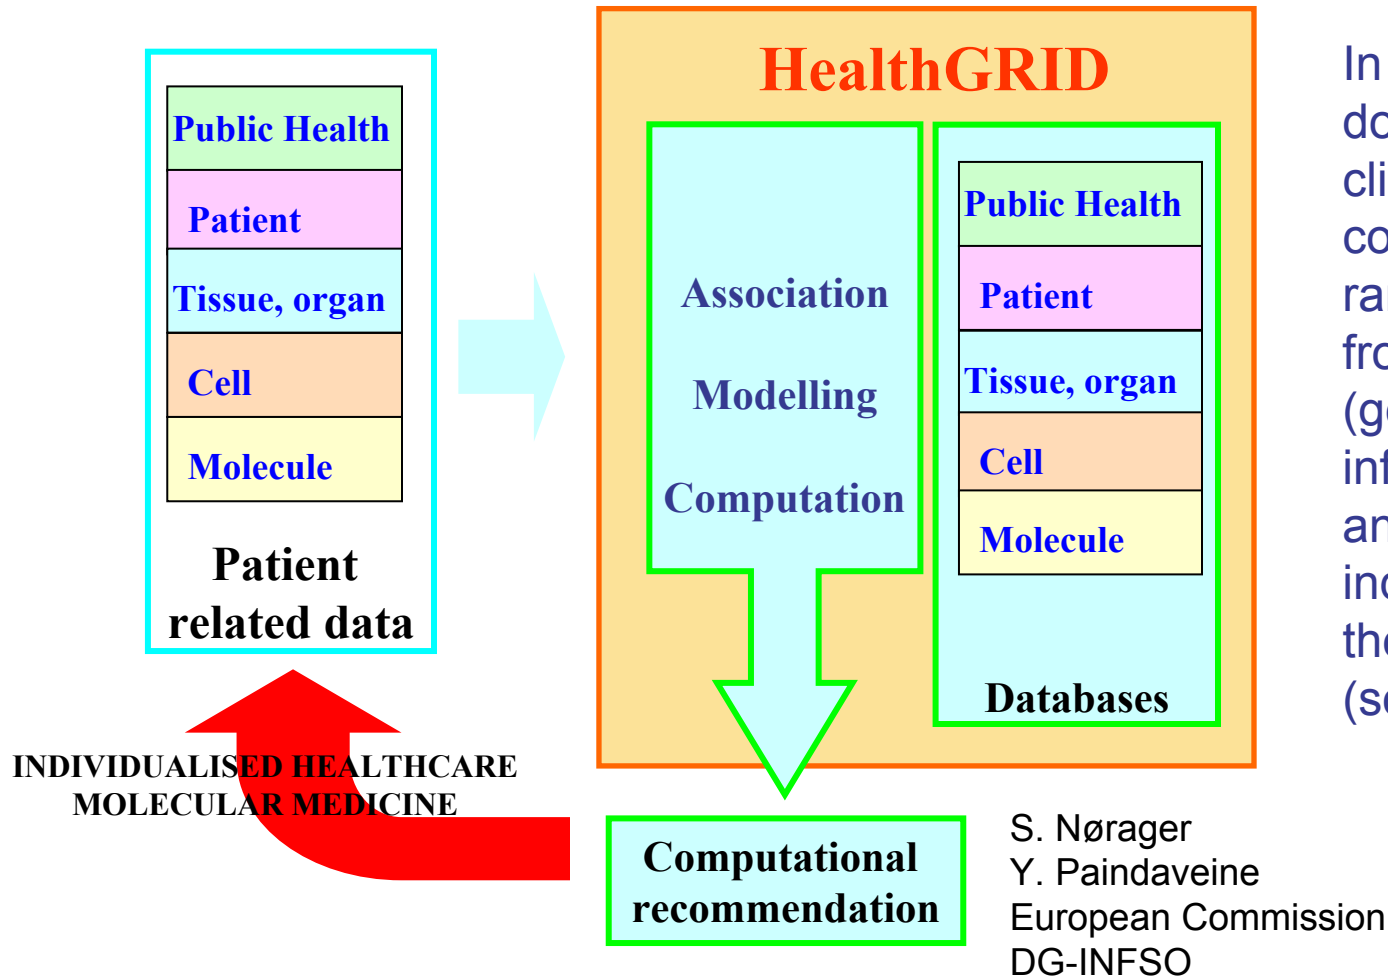 HealthGRID
Public Health
Patient
Tissue, organ
Cell
Molecule
Patient
related data
Association
Modelling
Computation
Public Health
Patient
Tissue, organ
Cell
Molecule
Databases
INDIVIDUALISED HEALTHCARE
MOLECULAR MEDICINE
Computational
recommendation
S. Nørager
Y. Paindaveine
European Commission
DG-INFSO
In